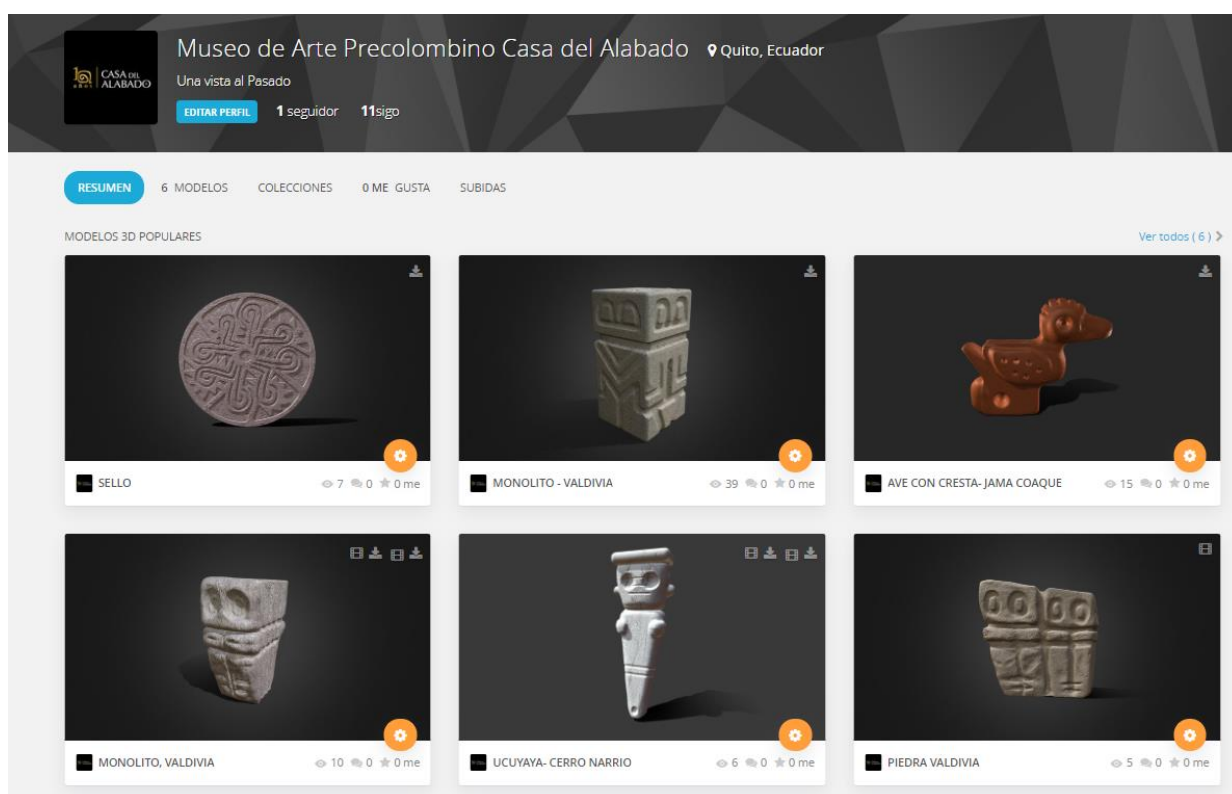 Museo de Arte Precolombino Casa del Alabado Quito, Ecuador
CASA DEL
ALABADO
Una vista al Pasado
EDITAR PERFIL 1 seguidor 11sigo
RESUMEN 6 MODELOS COLECCIONES 0 ME GUSTA SUBIDAS
MODELOS 3D POPULARES Ver todos ( 6 )
SELLO 7 0 0 me
MONOLITO - VALDIVIA 39 0 0 me
AVE CON CRESTA- JAMA COAQUE 15 0 0 me
MONOLITO, VALDIVIA 10 0 0 me
UCUYAYA- CERRO NARRIO 6 0 0 me
PIEDRA VALDIVIA 5 0 0 me